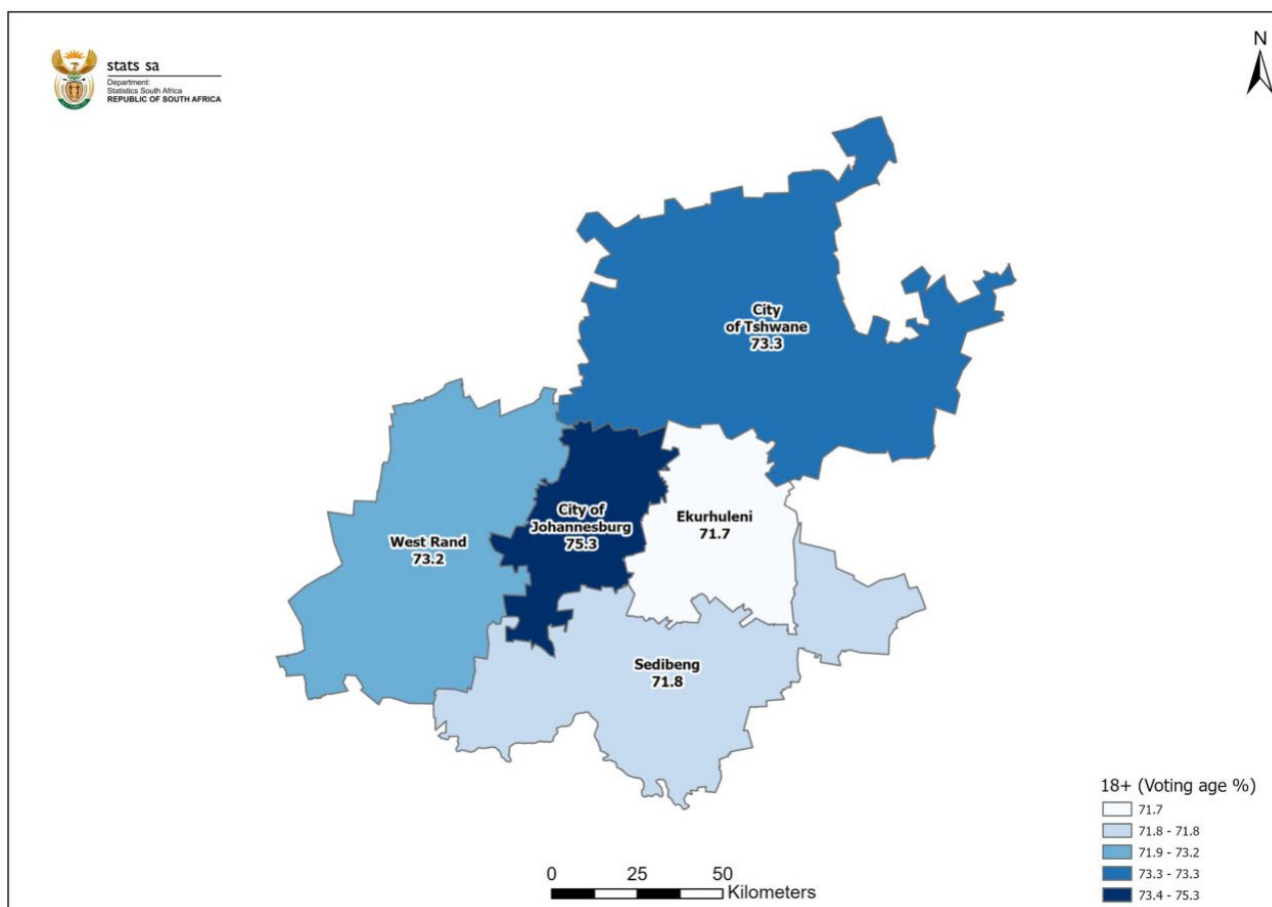 stats sa
Department:
Statistics South Africa
REPUBLIC OF SOUTH AFRICA
N
City
of Tshwane
73.3
City of
Johannesburg
75.3
Ekurhuleni
71.7
West Rand
73.2
Sedibeng
71.8
18+ (Voting age %)
71.7
71.8 - 71.8
71.9 - 73.2
73.3 - 73.3
73.4 - 75.3
0 25 50
Kilometers